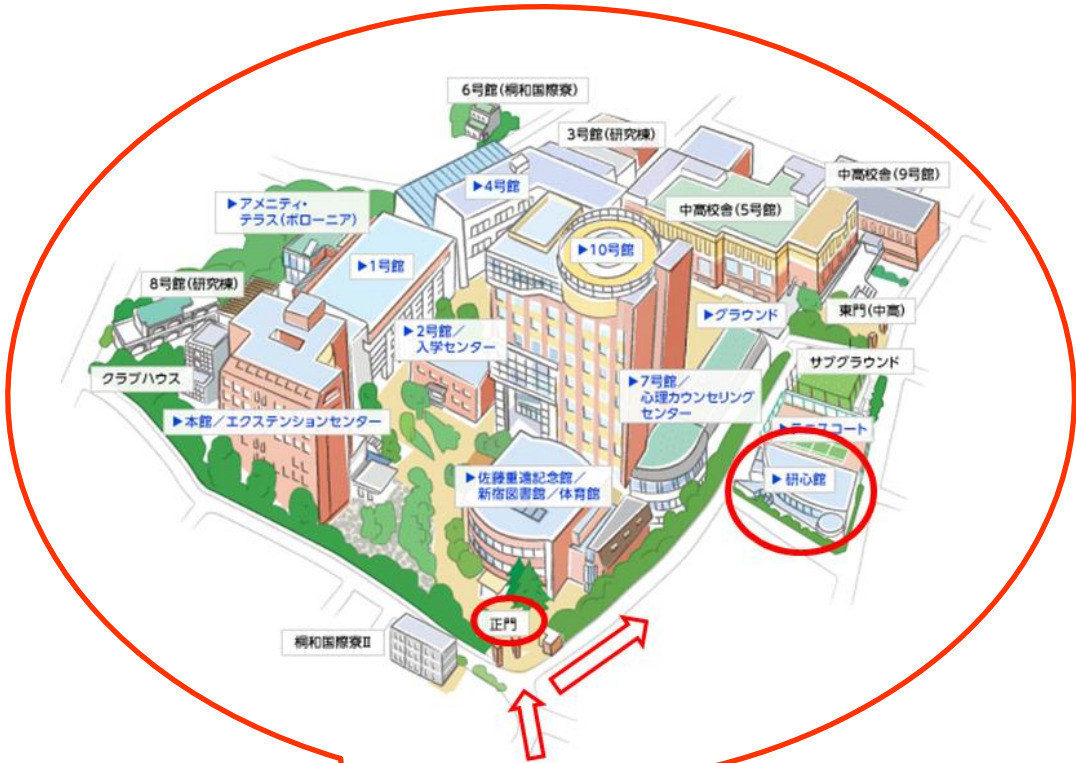 6号館(桐和国際寮)
3号館(研究棟)
▶4号館
中高校舎(9号館)
▶アメニティ・
テラス(ボローニア)
中高校舎(5号館)
▶10号館
▶1号館
8号館(研究棟)
▶グラウンド
東門(中高)
▶2号館/
入学センター
サブグラウンド
クラブハウス
▶7号館/
心理カウンセリング
センター
▶本館/エクステンションセンター
▶テニスコート
▶佐藤重遠記念館/
新宿図書館/体育館
▶研心館
正門
桐和国際寮Ⅱ